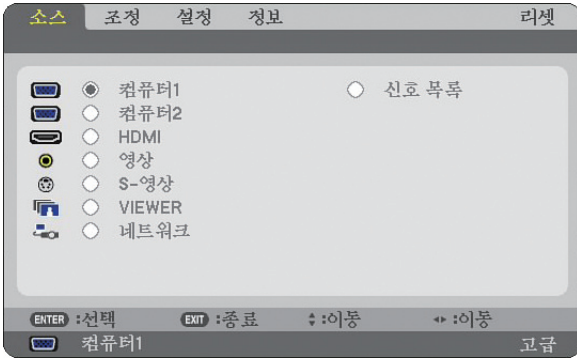 소스 조정 설정 정보 리셋
컴퓨터1 신호 목록
컴퓨터2
HDMI
영상
S-영상
VIEWER
네트워크
ENTER :선택 EXIT :종료 :이동 :이동
컴퓨터1 고급